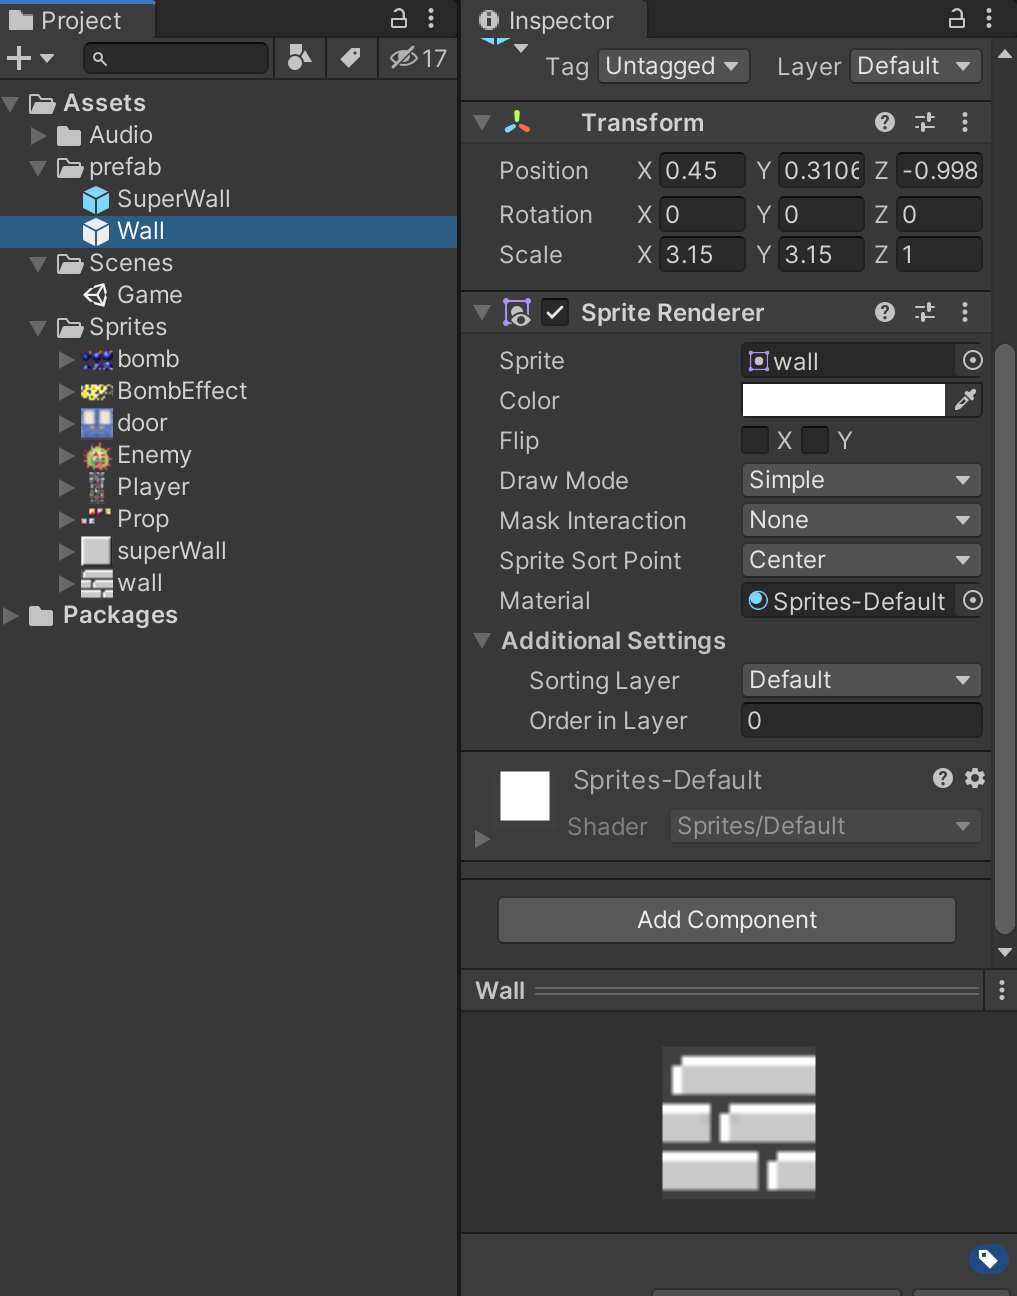 Project
17
Assets
Audio
prefab
SuperWall
Wall
Scenes
Game
Sprites
bomb
BombEffect
door
Enemy
Player
Prop
superWall
wall
Packages
Inspector
Tag Untagged Layer Default
Transform
Position X 0.45 Y 0.3106 Z -0.998
Rotation X 0 Y 0 Z 0
Scale X 3.15 Y 3.15 Z 1
Sprite Renderer
Sprite wall
Color
Flip X Y
Draw Mode Simple
Mask Interaction None
Sprite Sort Point Center
Material Sprites-Default
Additional Settings
Sorting Layer Default
Order in Layer 0
Sprites-Default
Shader Sprites/Default
Add Component
Wall